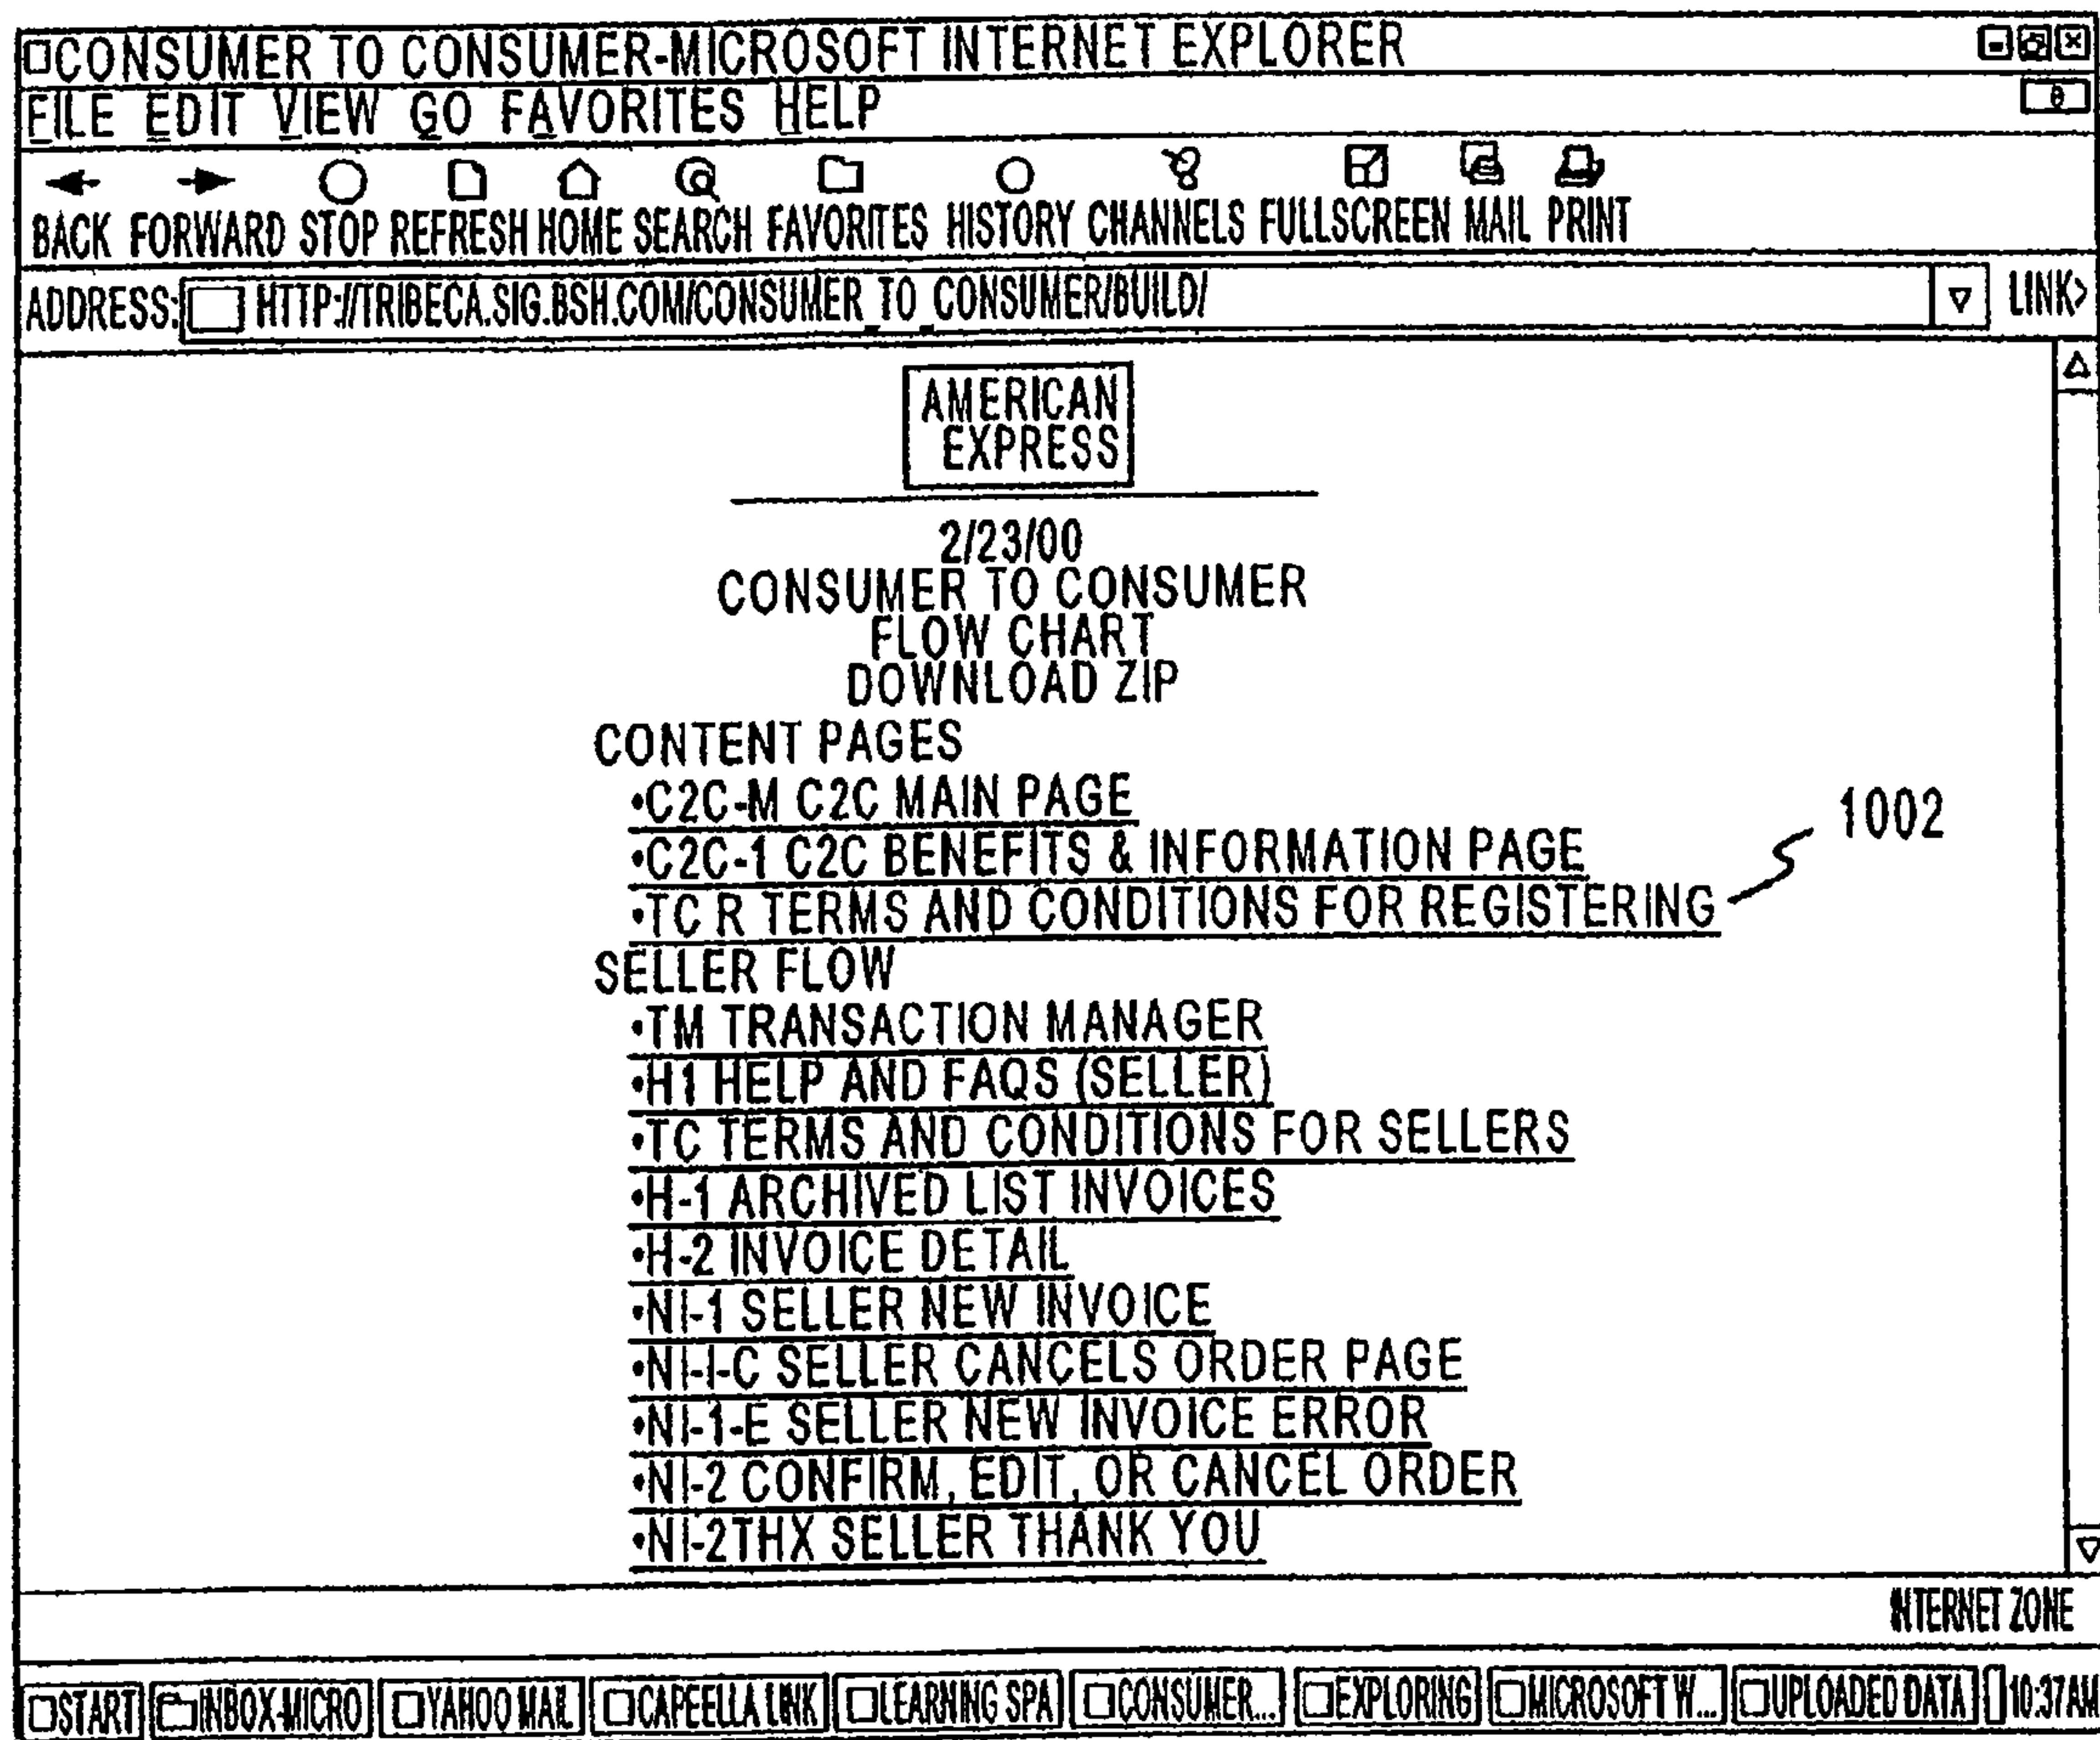 CONSUMER TO CONSUMER-MICROSOFT INTERNET EXPLORER
FILE EDIT VIEW GO FAVORITES HELP
BACK FORWARD STOP REFRESH HOME SEARCH FAVORITES HISTORY CHANNELS FULLSCREEN MAIL PRINT
ADDRESS: HTTP://TRIBECA.SIG.BSH.COM/CONSUMER_TO_CONSUMER/BUILD/ LINK>
AMERICAN
EXPRESS
2/23/00
CONSUMER TO CONSUMER
FLOW CHART
DOWNLOAD ZIP
CONTENT PAGES
•C2C-M C2C MAIN PAGE
1002
•C2C-1 C2C BENEFITS & INFORMATION PAGE
•TC R TERMS AND CONDITIONS FOR REGISTERING
SELLER FLOW
•TM TRANSACTION MANAGER
•H1 HELP AND FAQS (SELLER)
•TC TERMS AND CONDITIONS FOR SELLERS
•H-1 ARCHIVED LIST INVOICES
•H-2 INVOICE DETAIL
•NI-1 SELLER NEW INVOICE
•NI-I-C SELLER CANCELS ORDER PAGE
•NI-1-E SELLER NEW INVOICE ERROR
•NI-2 CONFIRM, EDIT, OR CANCEL ORDER
•NI-2THX SELLER THANK YOU
INTERNET ZONE
START INBOX-MICRO YAHOO MAIL CAPEELLA LINK LEARNING SPA CONSUMER... EXPLORING MICROSOFT W... UPLOADED DATA 10:37AM